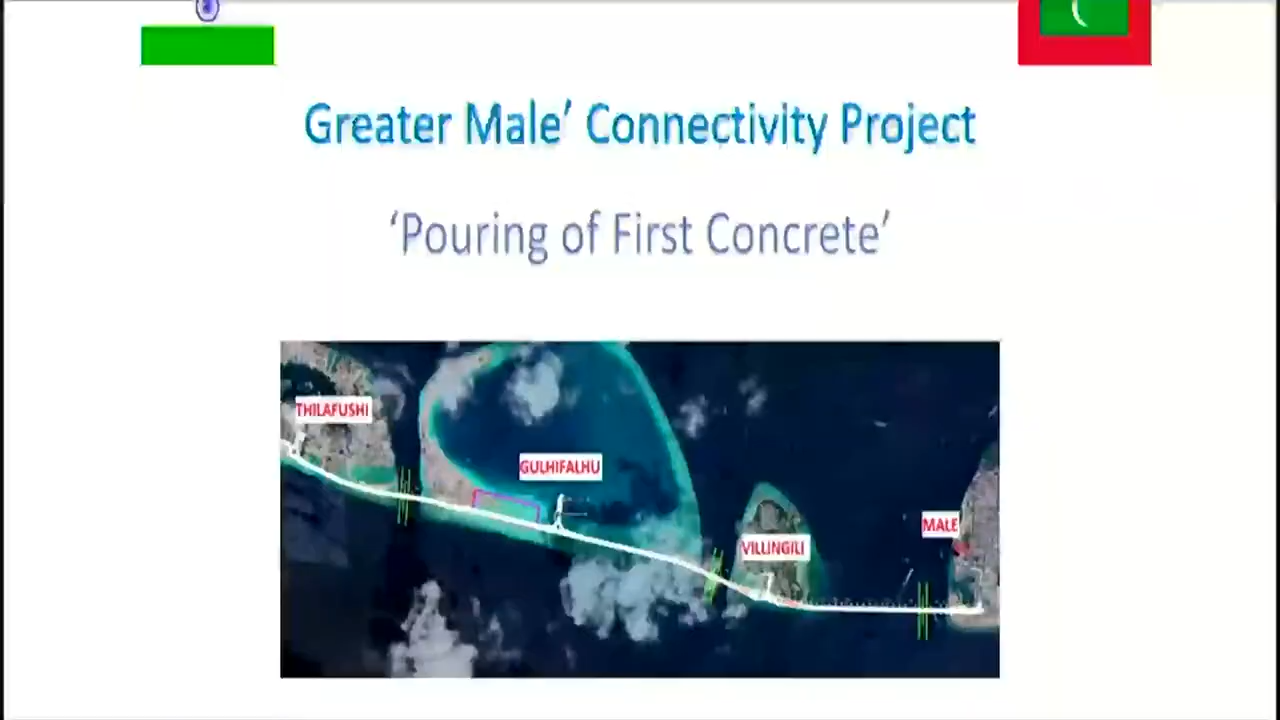 Greater Male’ Connectivity Project
‘Pouring of First Concrete’
THILAFUSHI
GULHIFALHU
VILLINGILI
MALE